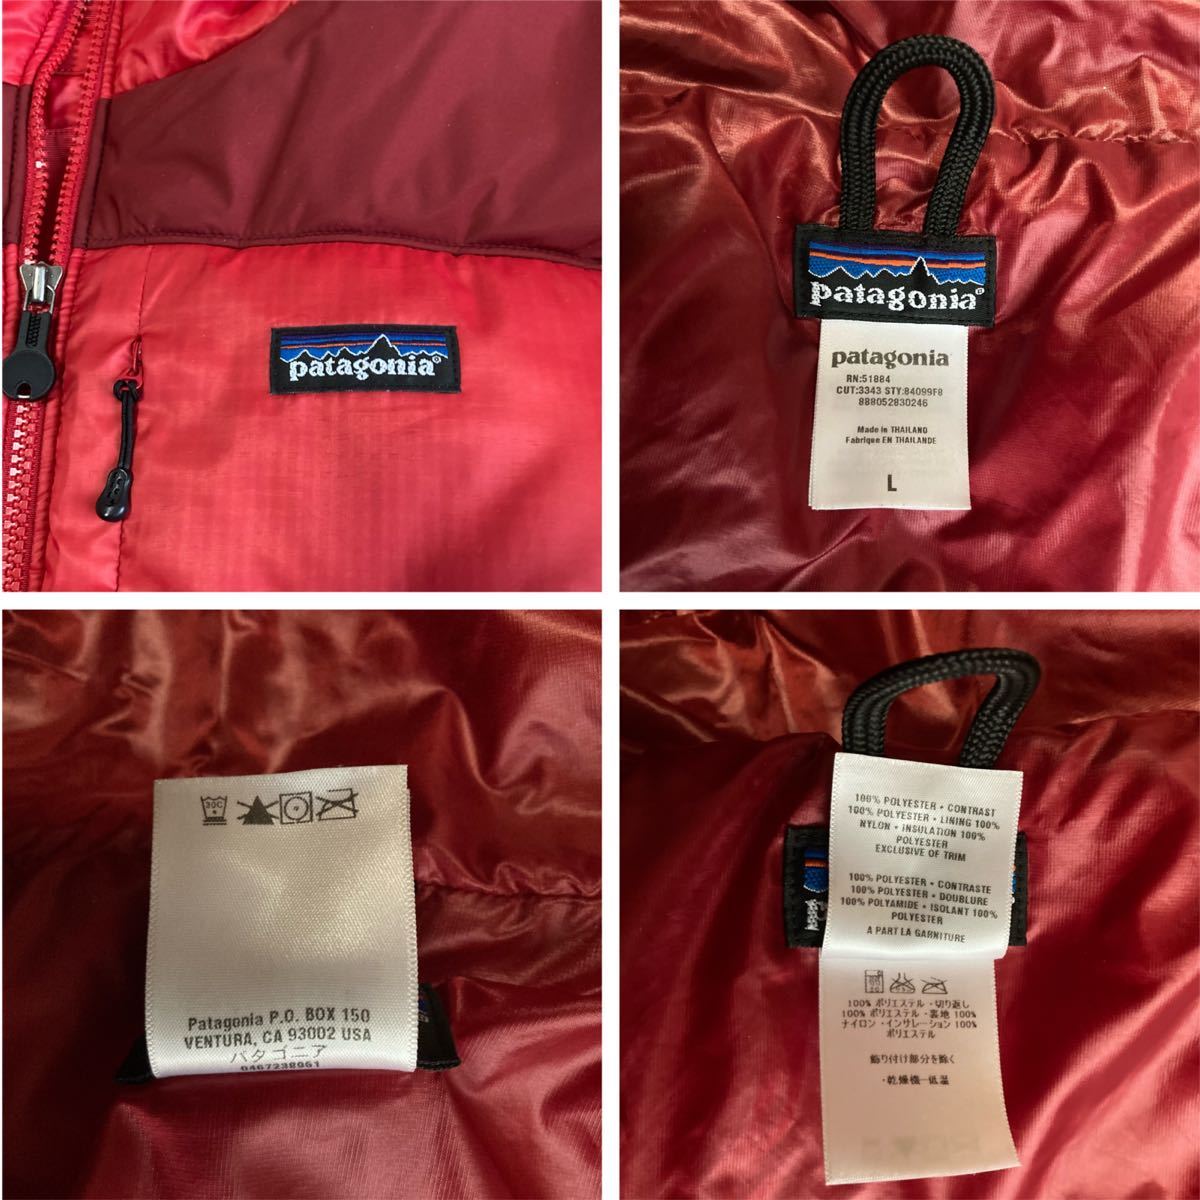 patagonia®
patagonia®
patagonia®
RN:51884
CUT:3343 STY:84099F8
888052830246
Made in THAILAND
Fabrique EN THAILANDE
L
30C
Patagonia P.O. BOX 150
VENTURA, CA 93002 USA
パタゴニア
0467238961
100% POLYESTER • CONTRAST
100% POLYESTER • LINING 100%
NYLON • INSULATION 100%
POLYESTER
EXCLUSIVE OF TRIM
100% POLYESTER • CONTRASTE
100% POLYESTER • DOUBLURE
100% POLYAMIDE • ISOLANT 100%
POLYESTER
A PART LA GARNITURE
100% ポリエステル・切り返し
100% ポリエステル・裏地 100%
ナイロン・インサレーション 100%
ポリエステル
飾り付け部分を除く
・乾燥機–低温